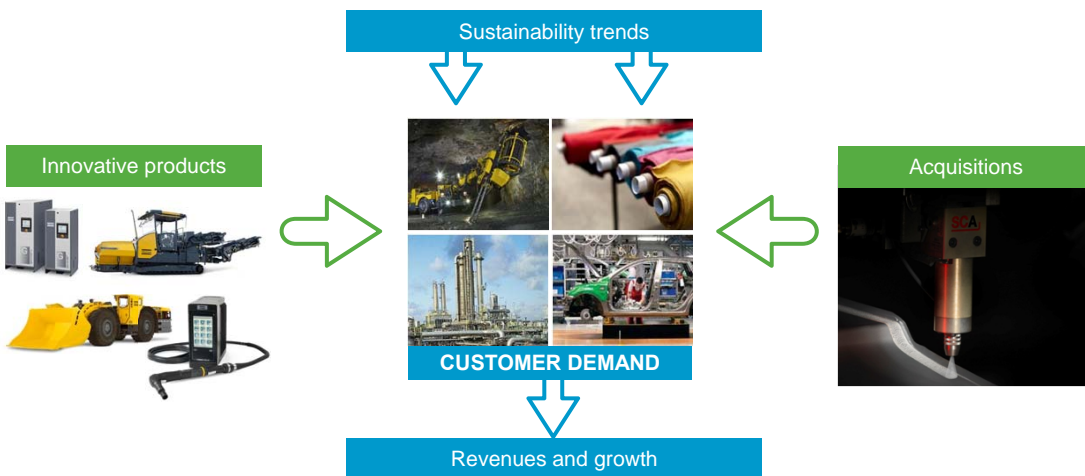 Sustainability trends
Innovative products
Acquisitions
SCA
CUSTOMER DEMAND
Revenues and growth